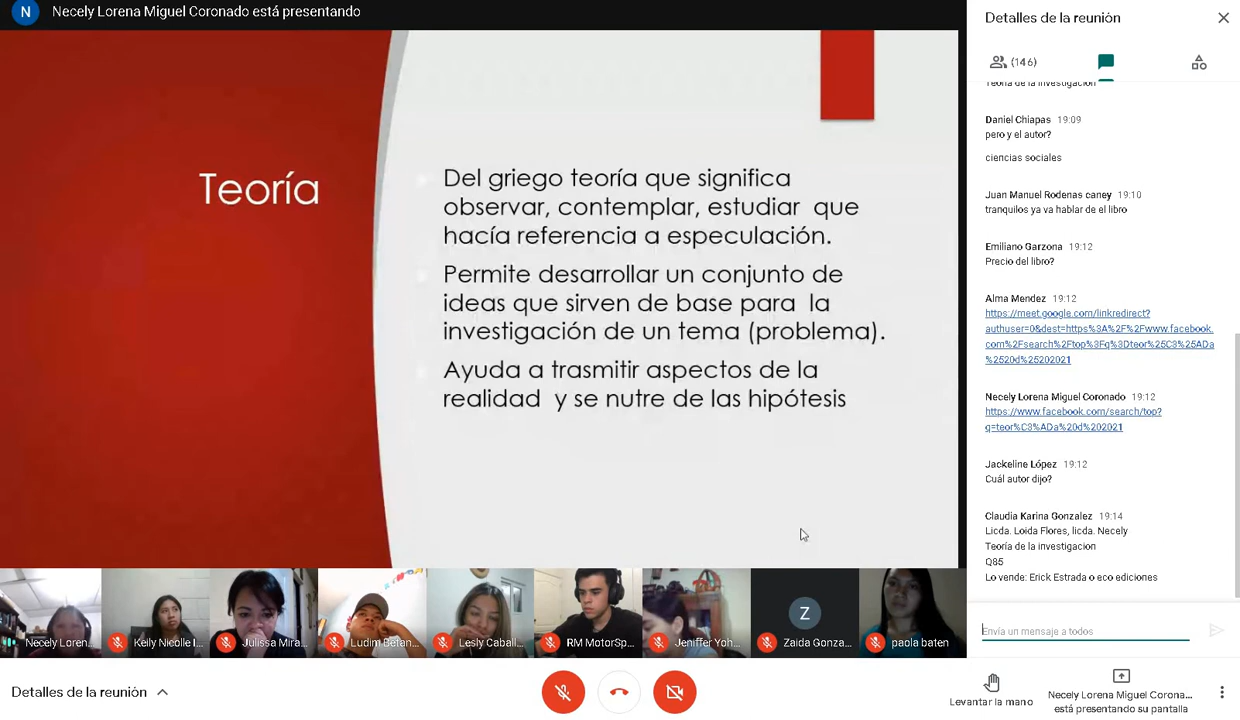 N Necely Lorena Miguel Coronado está presentando
Teoría
Del griego teoría que significa
observar, contemplar, estudiar que
hacía referencia a especulación.
Permite desarrollar un conjunto de
ideas que sirven de base para la
investigación de un tema (problema).
Ayuda a trasmitir aspectos de la
realidad y se nutre de las hipótesis
Necely Loren...
Keily Nicolle I...
Julissa Mira...
Ludim Betan...
Lesly Caball...
RM MotorSp...
Jeniffer Yoh...
Z
Zaida Gonza...
paola baten
Detalles de la reunión
Detalles de la reunión
(146)
Teoría de la investigación
Daniel Chiapas 19:09
pero y el autor?
ciencias sociales
Juan Manuel Rodenas caney 19:10
tranquilos ya va hablar de el libro
Emiliano Garzona 19:12
Precio del libro?
Alma Mendez 19:12
https://meet.google.com/linkredirect?
authuser=0&dest=https%3A%2F%2Fwww.facebook.
com%2Fsearch%2Ftop%3Fq%3Dteor%25C3%25ADa
%2520d%25202021
Necely Lorena Miguel Coronado 19:12
https://www.facebook.com/search/top?
q=teor%C3%ADa%20d%202021
Jackeline López 19:12
Cuál autor dijo?
Claudia Karina Gonzalez 19:14
Licda. Loida Flores, licda. Necely
Teoría de la investigacion
Q85
Lo vende: Erick Estrada o eco ediciones
Envía un mensaje a todos
Levantar la mano
Necely Lorena Miguel Corona...
está presentando su pantalla